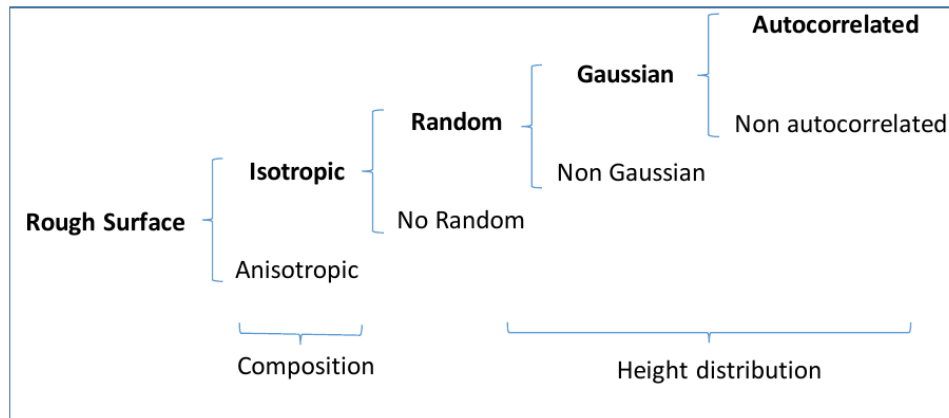 Autocorrelated
Gaussian
Non autocorrelated
Random
Non Gaussian
Isotropic
No Random
Rough Surface
Anisotropic
Composition
Height distribution